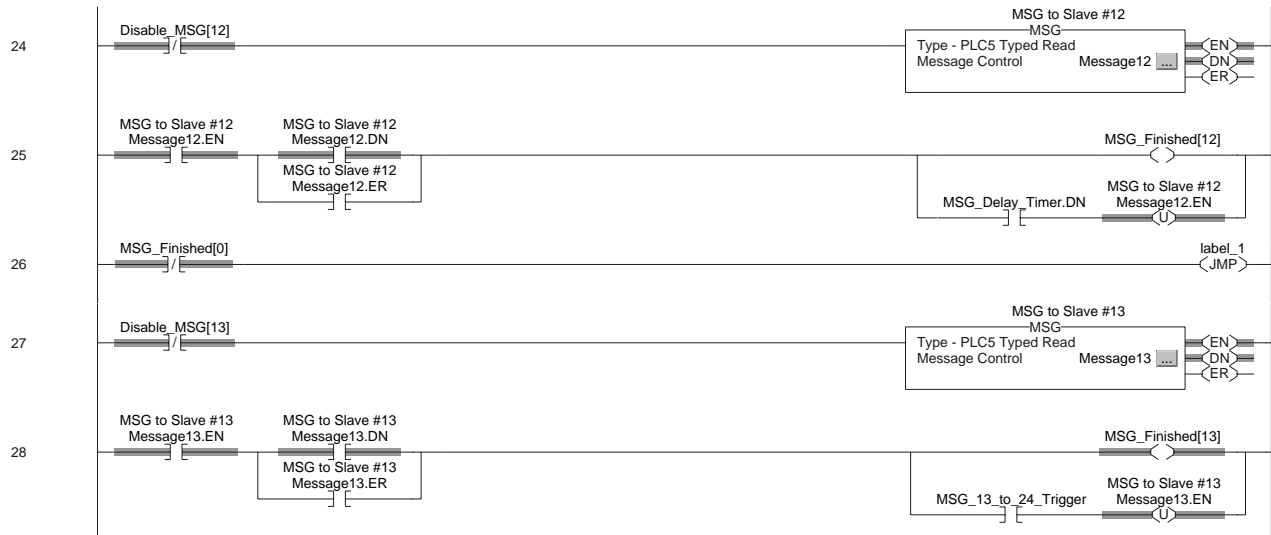 24
Disable_MSG[12]
/
MSG to Slave #12
MSG
Type - PLC5 Typed Read
Message Control Message12 ...
EN
DN
ER
25
MSG to Slave #12
Message12.EN
MSG to Slave #12
Message12.DN
MSG to Slave #12
Message12.ER
MSG_Finished[12]
MSG_Delay_Timer.DN
MSG to Slave #12
Message12.EN
U
26
MSG_Finished[0]
/
label_1
JMP
27
Disable_MSG[13]
/
MSG to Slave #13
MSG
Type - PLC5 Typed Read
Message Control Message13 ...
EN
DN
ER
28
MSG to Slave #13
Message13.EN
MSG to Slave #13
Message13.DN
MSG to Slave #13
Message13.ER
MSG_Finished[13]
MSG_13_to_24_Trigger
MSG to Slave #13
Message13.EN
U